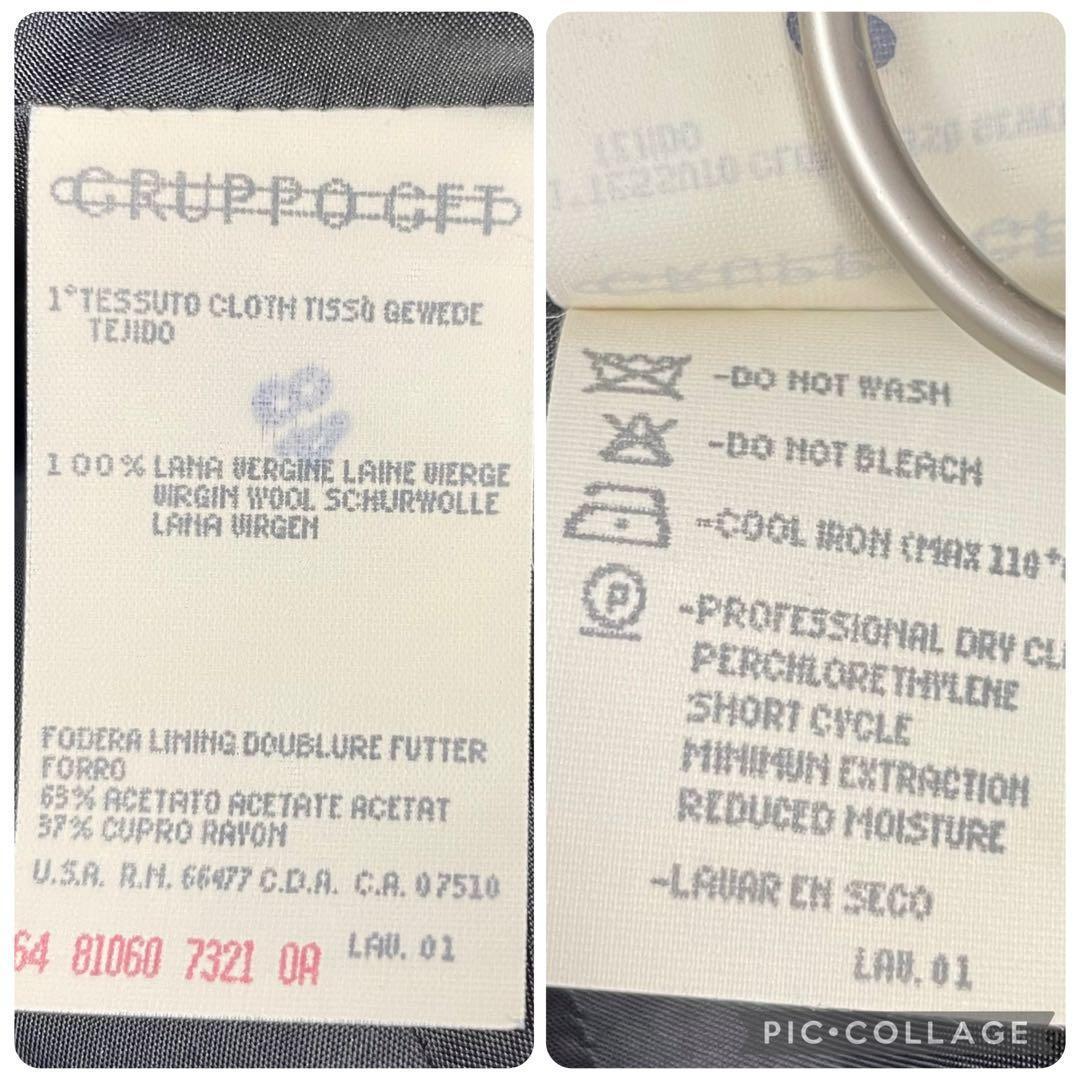 GRUPPO GFT
1°TESSUTO CLOTH TISSÙ GEWEDE
TEJIDO
100% LANA VERGINE LAINE VIERGE
VIRGIN WOOL SCHURWOLLE
LANA VIRGEN
FODERA LINING DOUBLURE FUTTER
FORRO
63% ACETATO ACETATE ACETAT
37% CUPRO RAYON
U.S.A. R.N. 66477 C.D.A. C.A. 07510
64 81060 7321 0A LAV. 01
TEJIDO
-DO NOT WASH
-DO NOT BLEACH
=COOL IRON (MAX 110°
P
-PROFESSIONAL DRY CL
PERCHLORETHYLENE
SHORT CYCLE
MINIMUN EXTRACTION
REDUCED MOISTURE
-LAVAR EN SECO
LAV. 01
PIC•COLLAGE